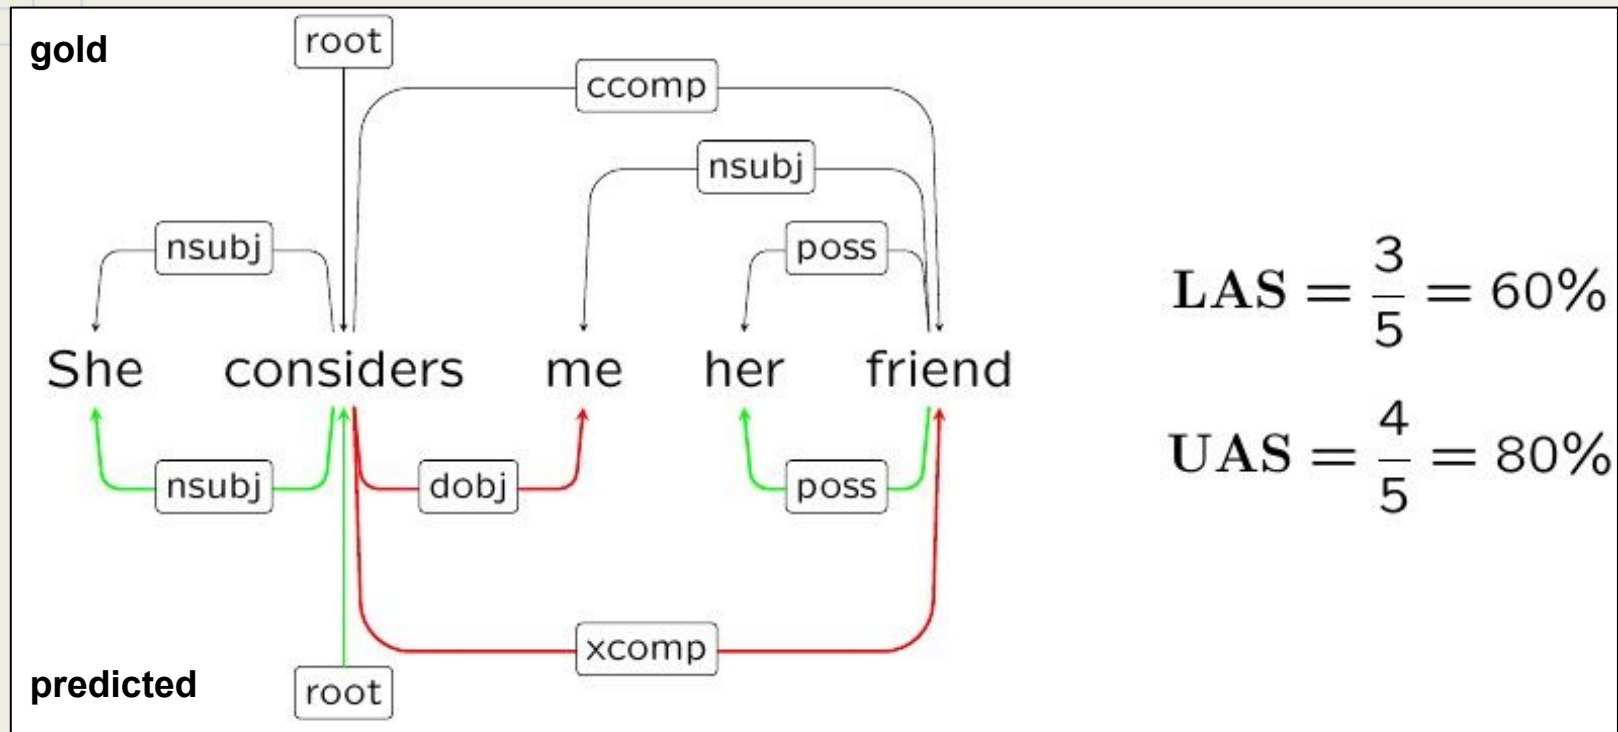 gold
root
ccomp
nsubj
nsubj
poss
She considers me her friend
nsubj
dobj
poss
xcomp
predicted
root
LAS = 3/5 = 60%
UAS = 4/5 = 80%